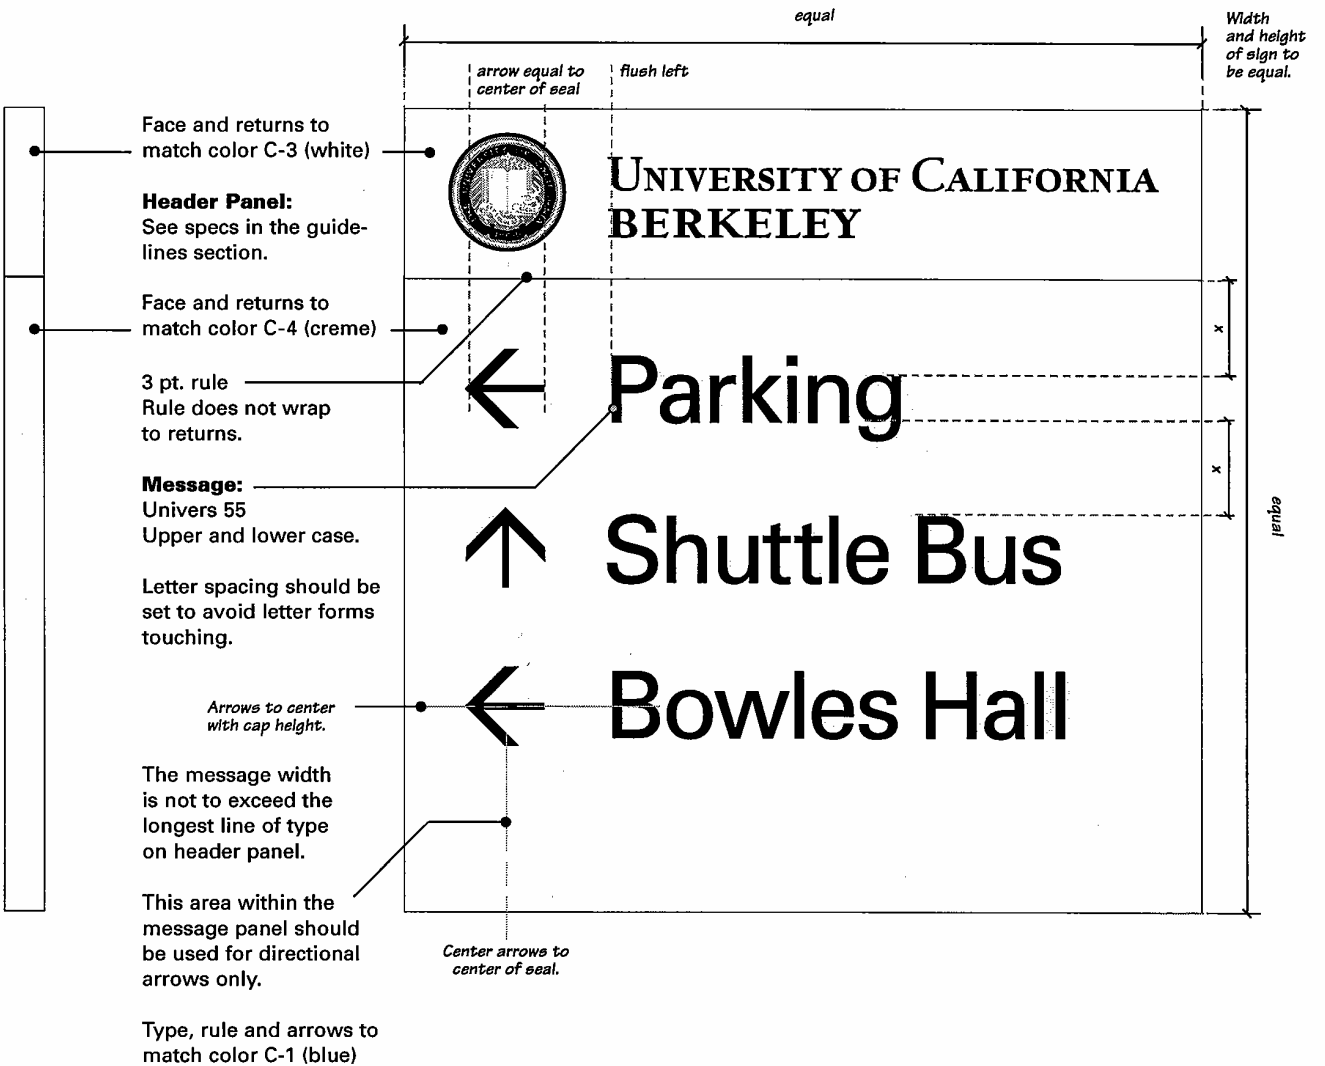 equal
Width
and height
of sign to
be equal.
arrow equal to
center of seal
flush left
Face and returns to
match color C-3 (white)
Header Panel:
See specs in the guide-
lines section.
Face and returns to
match color C-4 (creme)
3 pt. rule
Rule does not wrap
to returns.
Message:
Univers 55
Upper and lower case.
Letter spacing should be
set to avoid letter forms
touching.
Arrows to center
with cap height.
The message width
is not to exceed the
longest line of type
on header panel.
This area within the
message panel should
be used for directional
arrows only.
Type, rule and arrows to
match color C-1 (blue)
UNIVERSITY OF CALIFORNIA
BERKELEY
Parking
Shuttle Bus
Bowles Hall
x
x
equal
Center arrows to
center of seal.